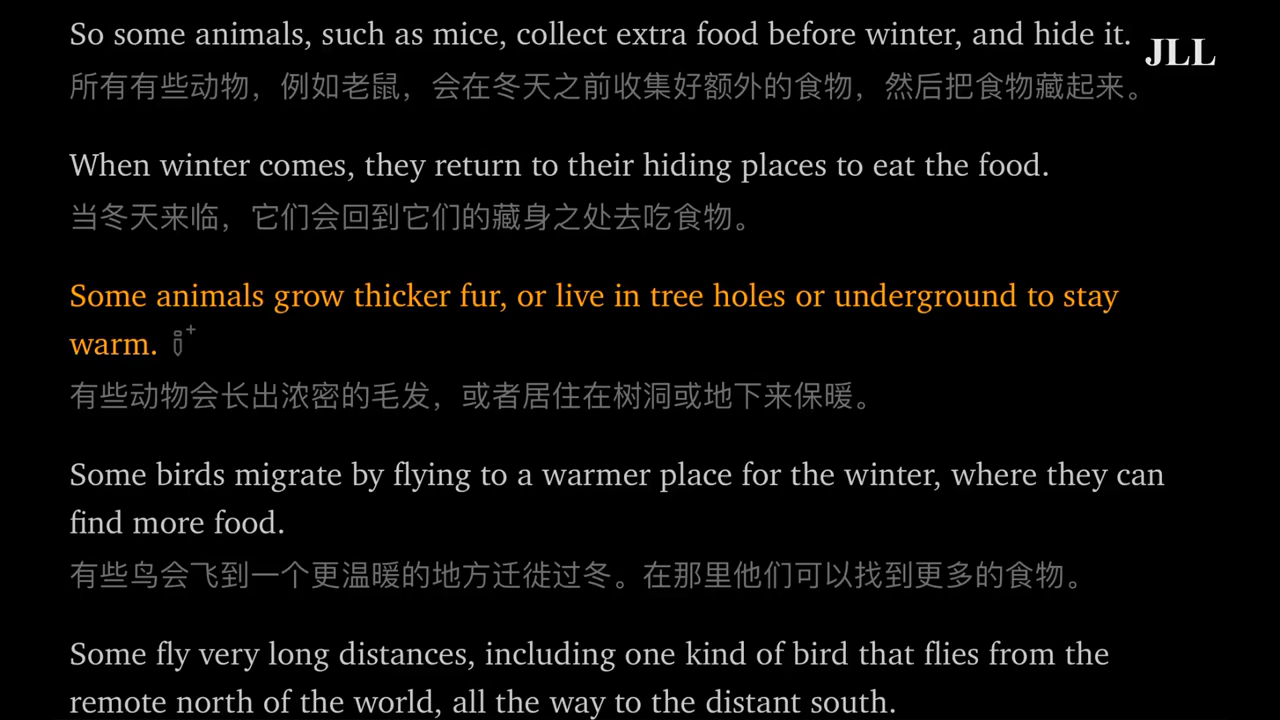 So some animals, such as mice, collect extra food before winter, and hide it.
JLL
所有有些动物，例如老鼠，会在冬天之前收集好额外的食物，然后把食物藏起来。
When winter comes, they return to their hiding places to eat the food.
当冬天来临，它们会回到它们的藏身之处去吃食物。
Some animals grow thicker fur, or live in tree holes or underground to stay
warm.
有些动物会长出浓密的毛发，或者居住在树洞或地下来保暖。
Some birds migrate by flying to a warmer place for the winter, where they can
find more food.
有些鸟会飞到一个更温暖的地方迁徙过冬。在那里他们可以找到更多的食物。
Some fly very long distances, including one kind of bird that flies from the
remote north of the world, all the way to the distant south.